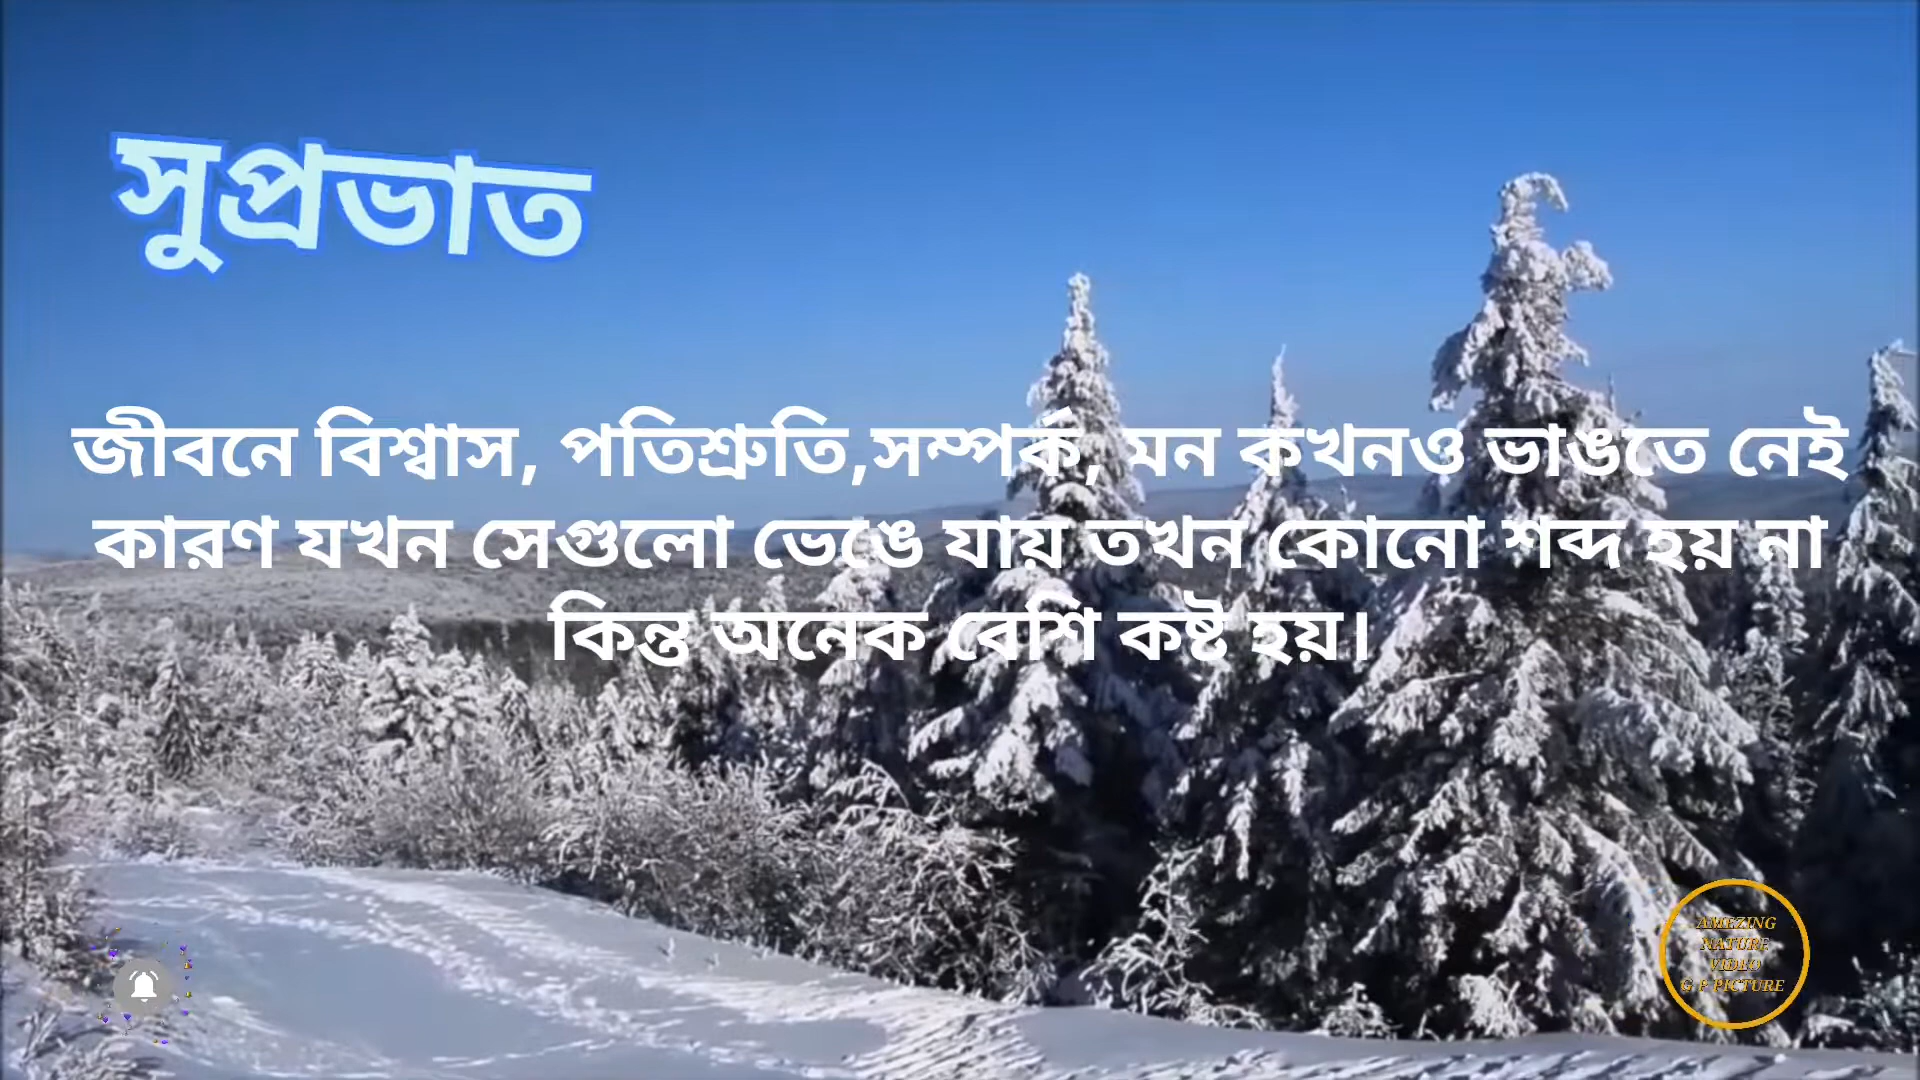 সুপ্রভাত
জীবনে বিশ্বাস, পতিশ্রুতি,সম্পর্ক, মন কখনও ভাঙতে নেই
কারণ যখন সেগুলো ভেঙে যায় তখন কোনো শব্দ হয় না
কিন্ত অনেক বেশি কষ্ট হয়।
AMEZING
NATURE
VIDEO
G.P PICTURE